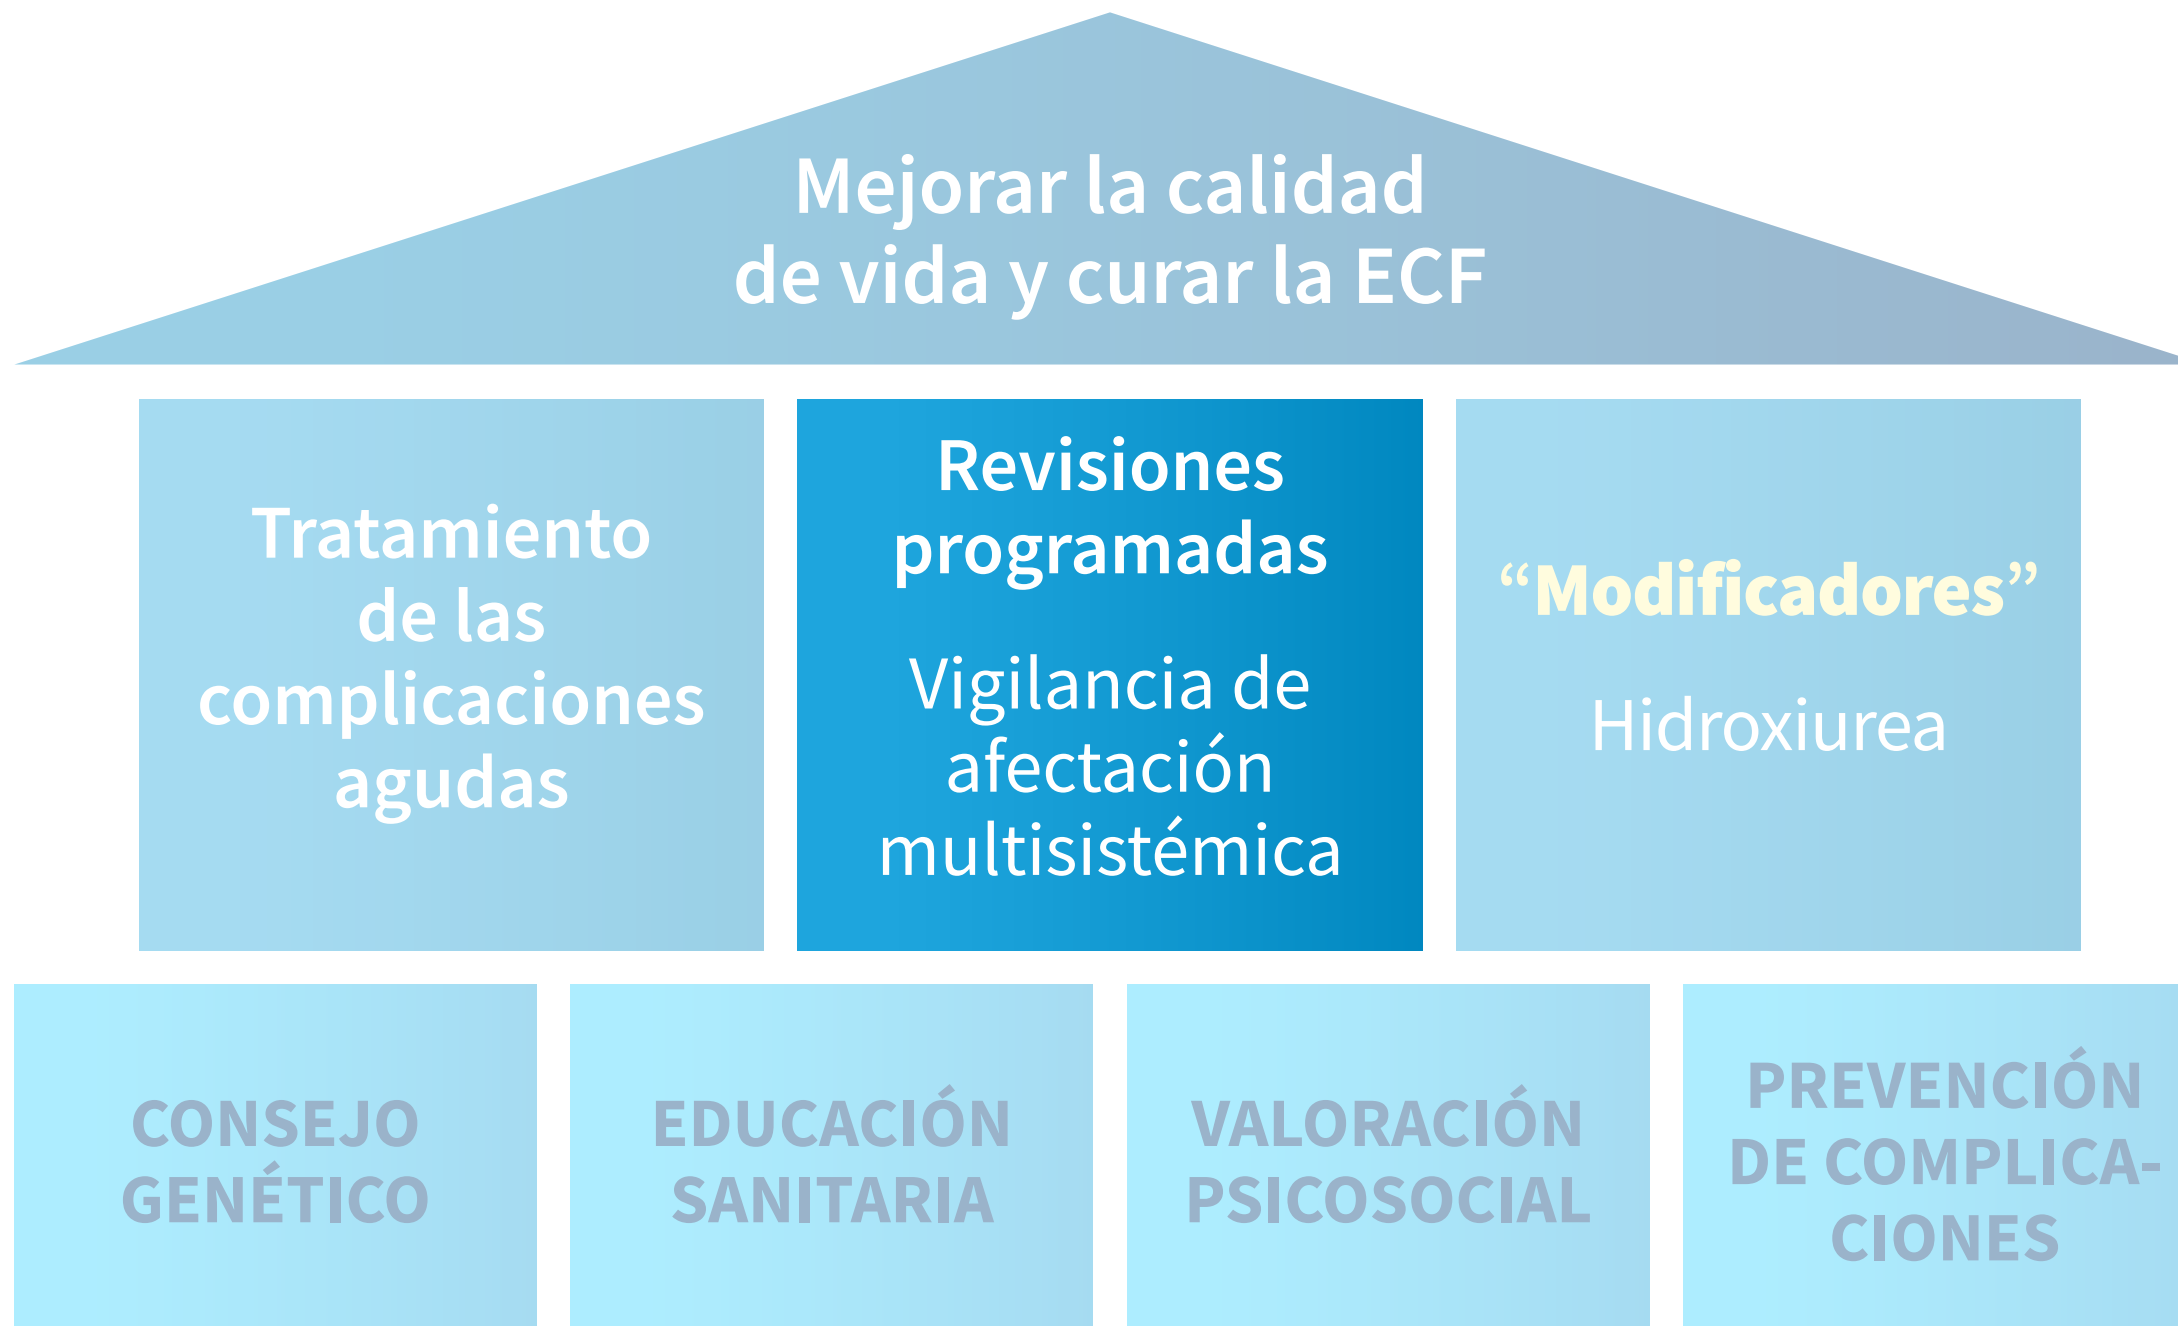 Mejorar la calidad
de vida y curar la ECF
Tratamiento
de las
complicaciones
agudas
Revisiones
programadas
Vigilancia de
afectación
multisistémica
“Modificadores”
Hidroxiurea
CONSEJO
GENÉTICO
EDUCACIÓN
SANITARIA
VALORACIÓN
PSICOSOCIAL
PREVENCIÓN
DE COMPLICA-
CIONES